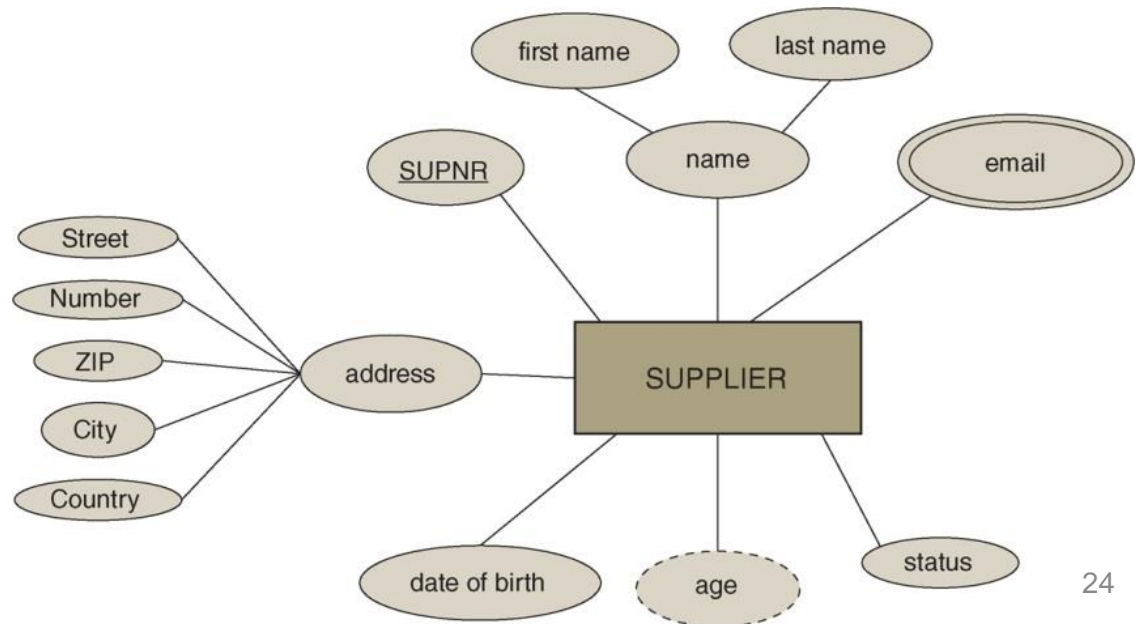 first name
last name
SUPNR
name
email
Street
Number
ZIP
City
Country
address
SUPPLIER
date of birth
age
status
24